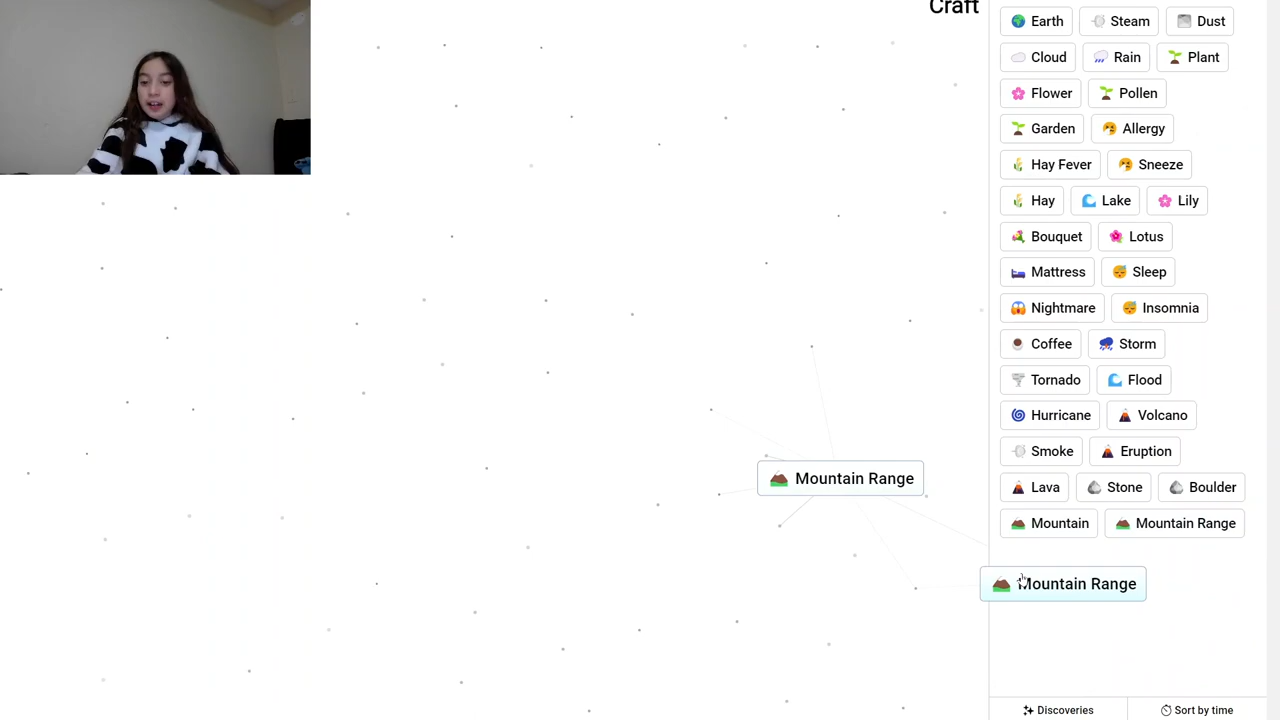 Craft
Earth Steam Dust
Cloud Rain Plant
Flower Pollen
Garden Allergy
Hay Fever Sneeze
Hay Lake Lily
Bouquet Lotus
Mattress Sleep
Nightmare Insomnia
Coffee Storm
Tornado Flood
Hurricane Volcano
Smoke Eruption
Lava Stone Boulder
Mountain Mountain Range
Mountain Range
Mountain Range
Discoveries Sort by time